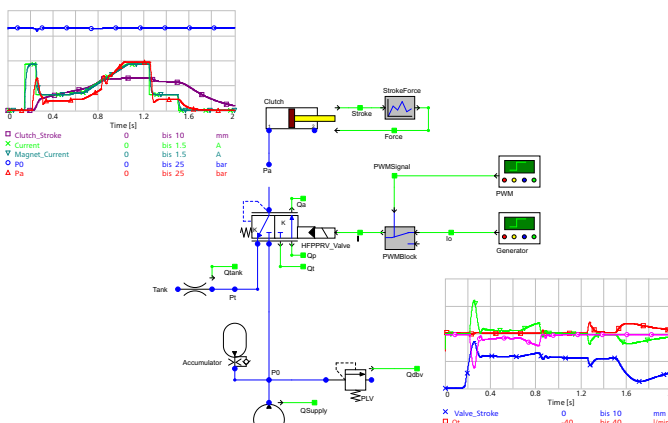 0 0.4 0.8 1.2 1.6 2
Time [s]
Clutch_Stroke 0 bis 10 mm
Current 0 bis 1.5 A
Magnet_Current 0 bis 1.5 A
P0 0 bis 25 bar
Pa 0 bis 25 bar
Clutch
StrokeForce
Stroke
Force
Pa
PWMSignal
PWM
Qa
K
K
HFPPRV_Valve
I
Io
PWMBlock
Generator
Qp
Qt
Qtank
Tank
Pt
Accumulator
P0
Qdbv
PLV
QSupply
0 0.4 0.8 1.2 1.6 2
Time [s]
Valve_Stroke 0 bis 10 mm
Qt -40 bis 40 l/min